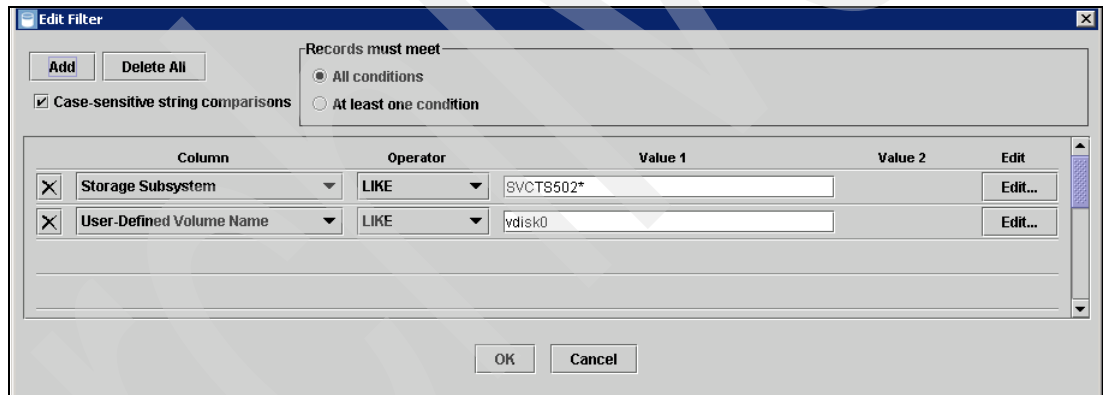 Edit Filter
Records must meet
Add Delete All
All conditions
Case-sensitive string comparisons
At least one condition
Column Operator Value 1 Value 2 Edit
Storage Subsystem LIKE SVCTS502* Edit...
User-Defined Volume Name LIKE vdisk0 Edit...
OK Cancel